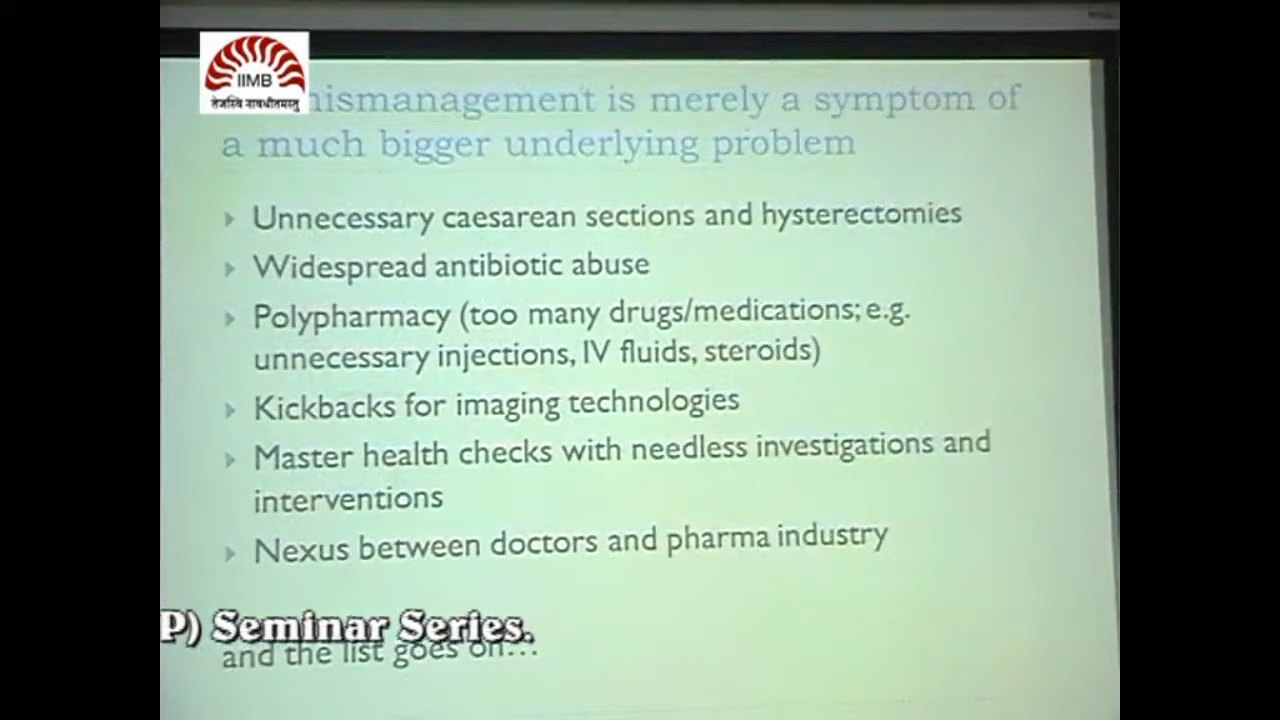 IIMB
तेजस्वि नावधीतमस्तु
mismanagement is merely a symptom of
a much bigger underlying problem
Unnecessary caesarean sections and hysterectomies
Widespread antibiotic abuse
Polypharmacy (too many drugs/medications; e.g.
unnecessary injections, IV fluids, steroids)
Kickbacks for imaging technologies
Master health checks with needless investigations and
interventions
Nexus between doctors and pharma industry
P) Seminar Series.
and the list goes on...